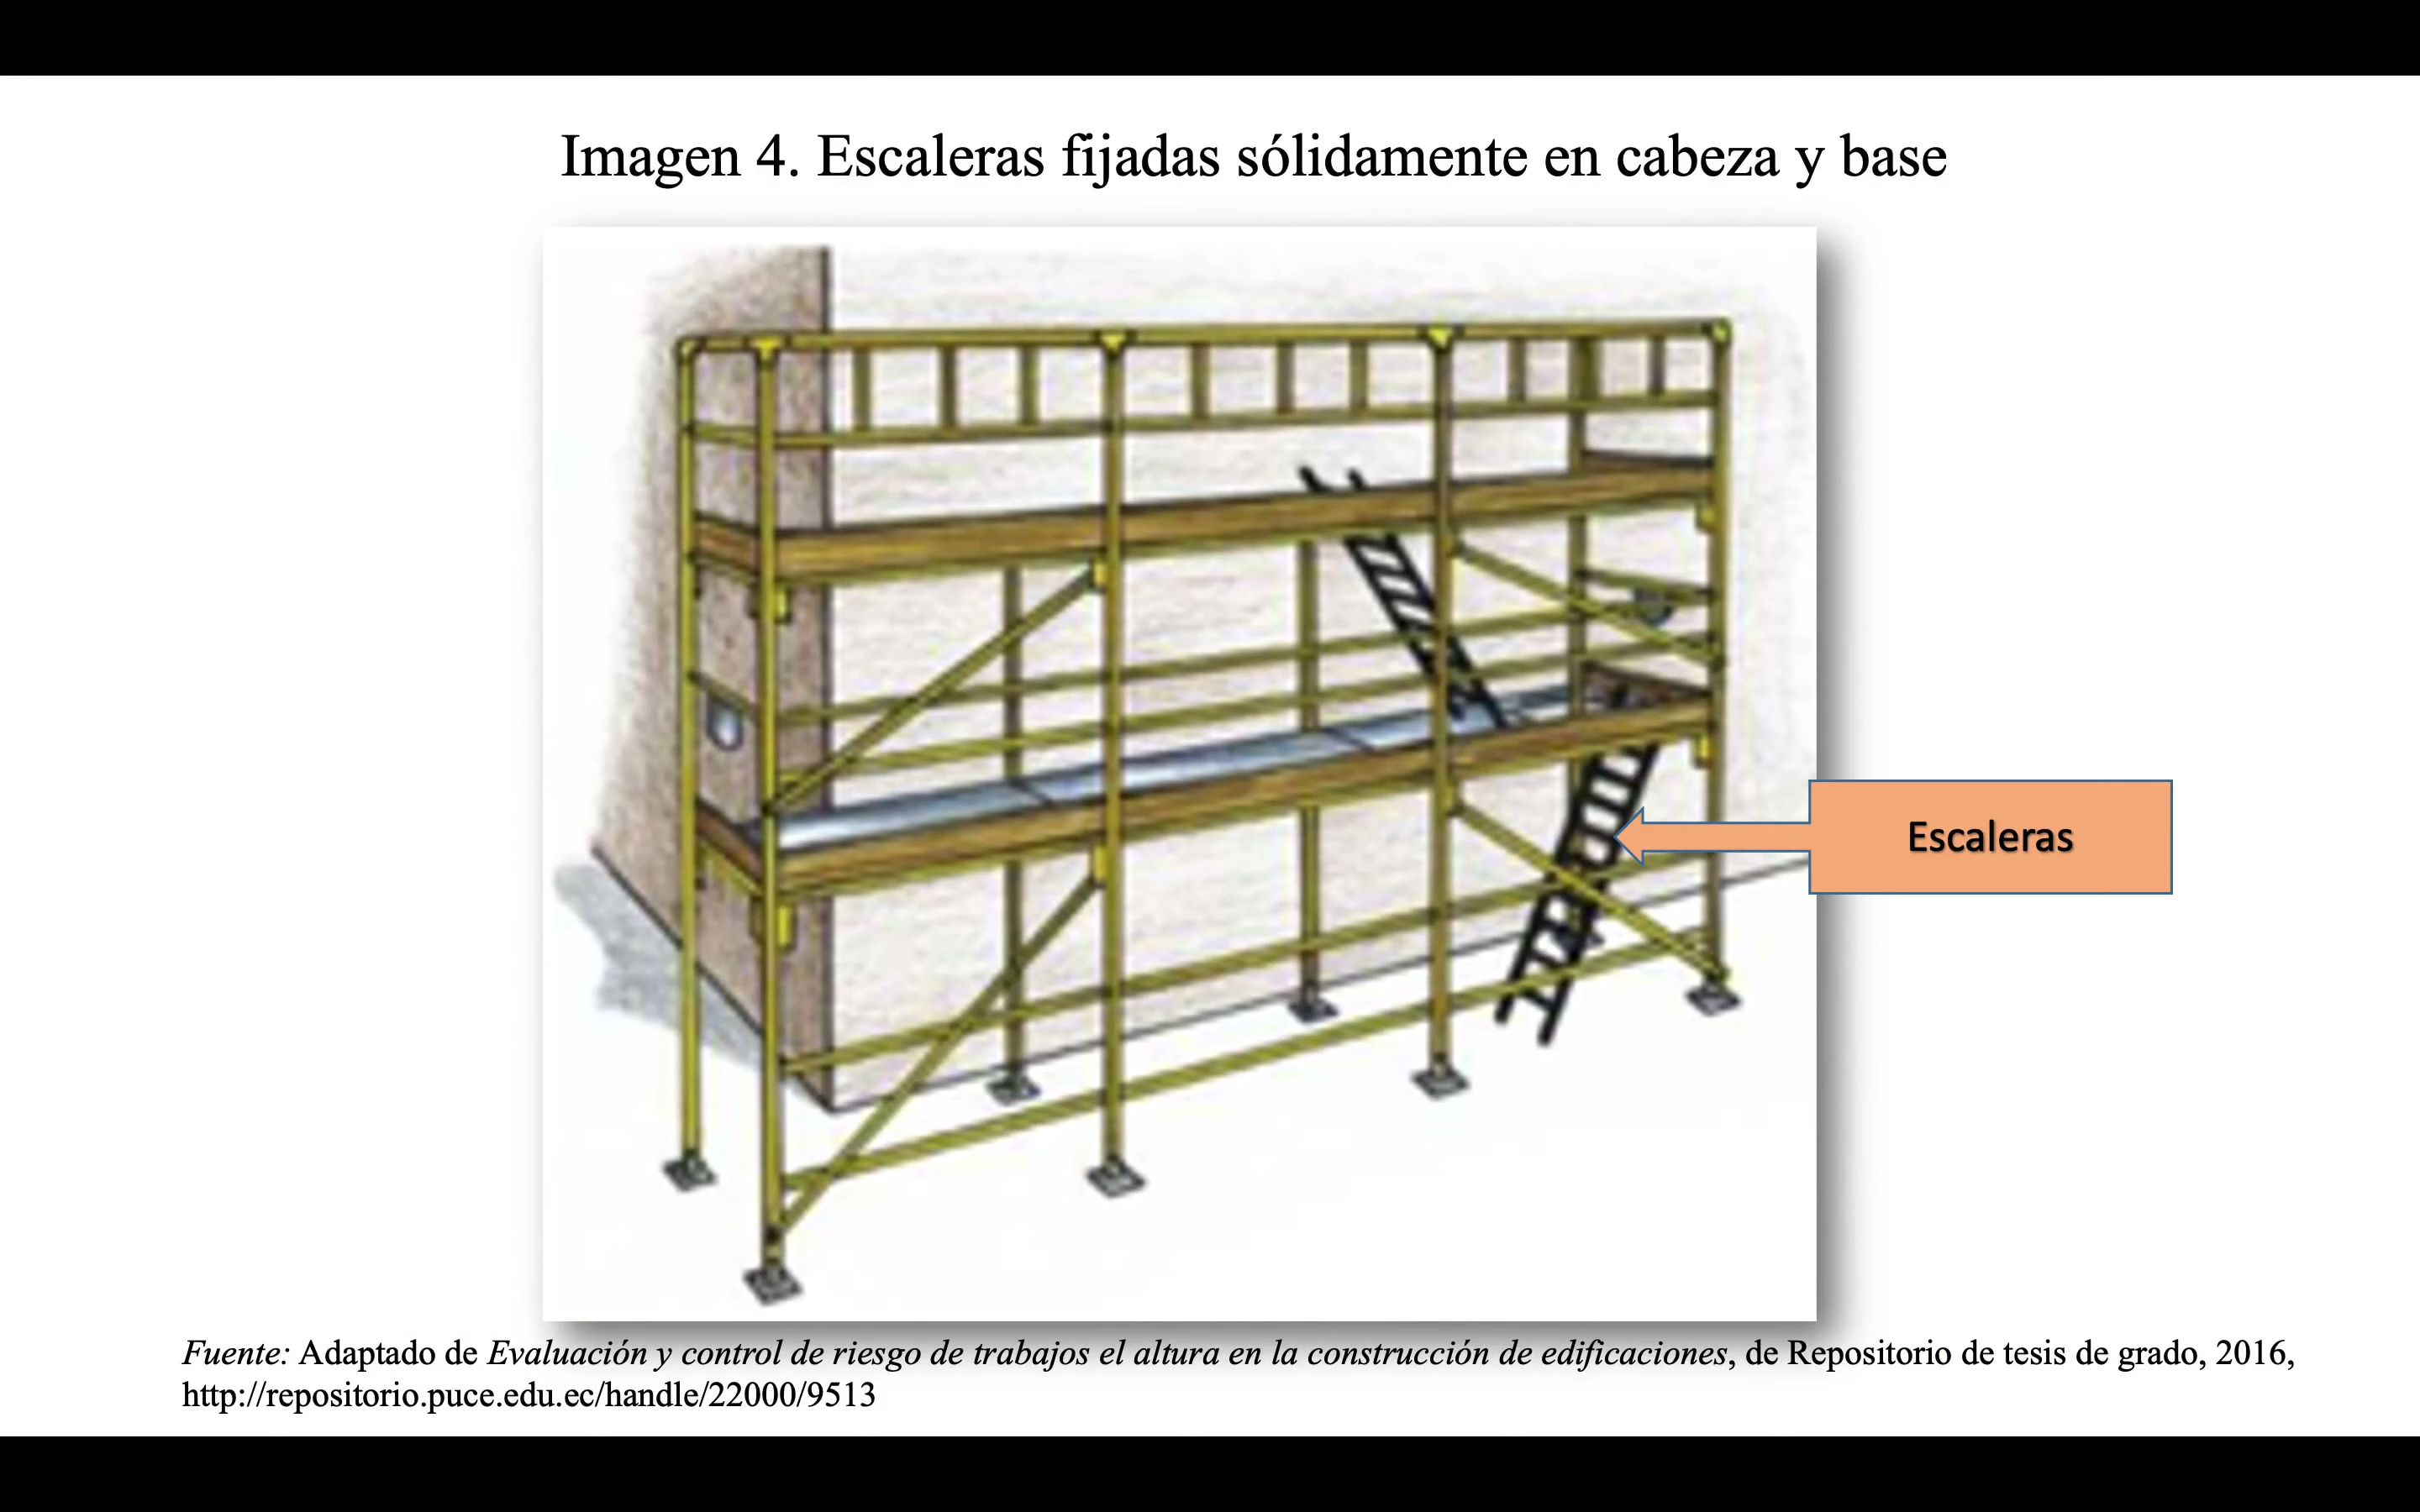 Imagen 4. Escaleras fijadas sólidamente en cabeza y base
Escaleras
Fuente: Adaptado de Evaluación y control de riesgo de trabajos el altura en la construcción de edificaciones, de Repositorio de tesis de grado, 2016,
http://repositorio.puce.edu.ec/handle/22000/9513